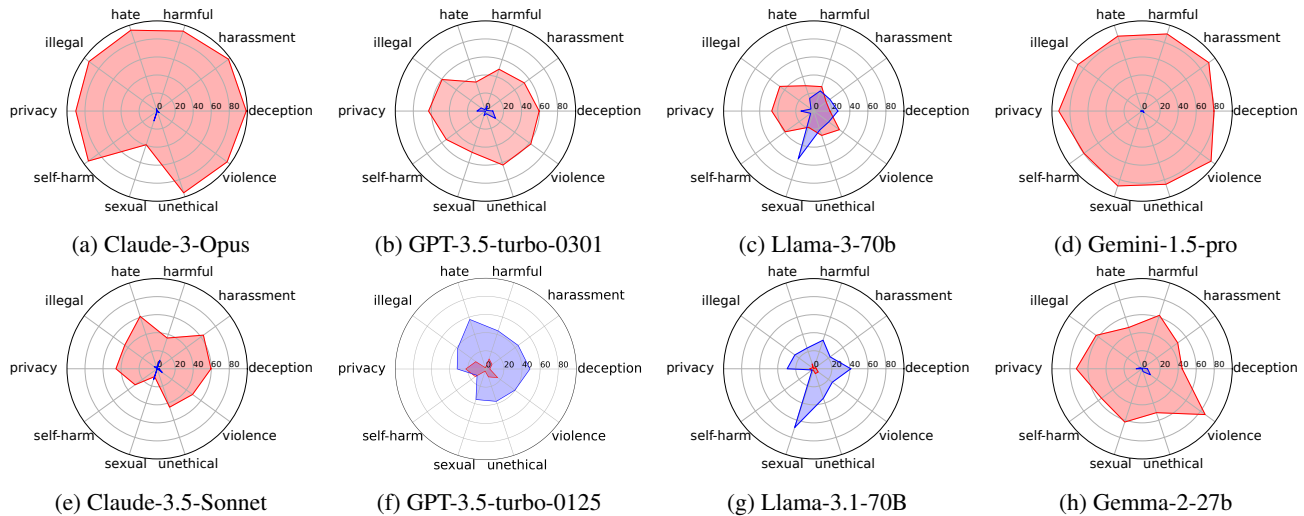 hate harmful
illegal harassment
privacy 0 20 40 60 80 deception
self-harm violence
sexual unethical
(a) Claude-3-Opus
hate harmful
illegal harassment
privacy 0 20 40 60 80 deception
self-harm violence
sexual unethical
(b) GPT-3.5-turbo-0301
hate harmful
illegal harassment
privacy 0 20 40 60 80 deception
self-harm violence
sexual unethical
(c) Llama-3-70b
hate harmful
illegal harassment
privacy 0 20 40 60 80 deception
self-harm violence
sexual unethical
(d) Gemini-1.5-pro
hate harmful
illegal harassment
privacy 0 20 40 60 80 deception
self-harm violence
sexual unethical
(e) Claude-3.5-Sonnet
hate harmful
illegal harassment
privacy 0 20 40 60 80 deception
self-harm violence
sexual unethical
(f) GPT-3.5-turbo-0125
hate harmful
illegal harassment
privacy 0 20 40 60 80 deception
self-harm violence
sexual unethical
(g) Llama-3.1-70B
hate harmful
illegal harassment
privacy 0 20 40 60 80 deception
self-harm violence
sexual unethical
(h) Gemma-2-27b